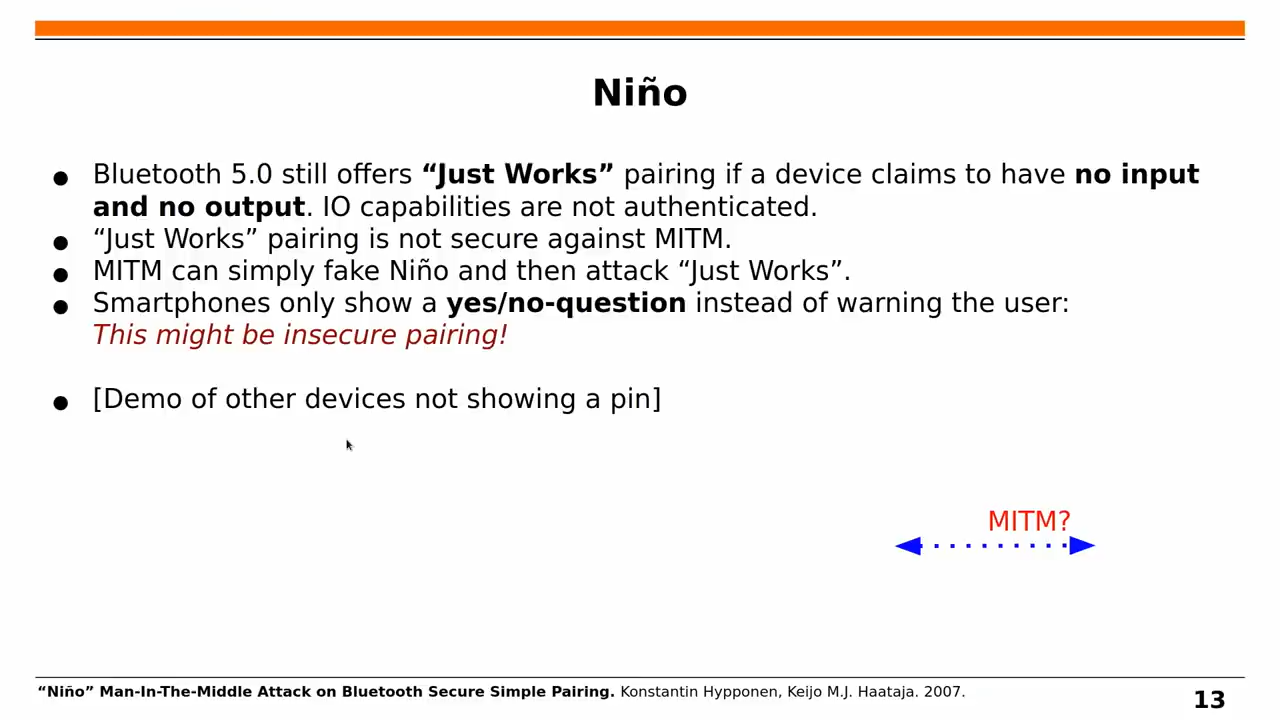 Niño
● Bluetooth 5.0 still offers “Just Works” pairing if a device claims to have no input
and no output. IO capabilities are not authenticated.
● “Just Works” pairing is not secure against MITM.
● MITM can simply fake Niño and then attack “Just Works”.
● Smartphones only show a yes/no-question instead of warning the user:
This might be insecure pairing!
● [Demo of other devices not showing a pin]
MITM?
“Niño” Man-In-The-Middle Attack on Bluetooth Secure Simple Pairing. Konstantin Hypponen, Keijo M.J. Haataja. 2007.
13